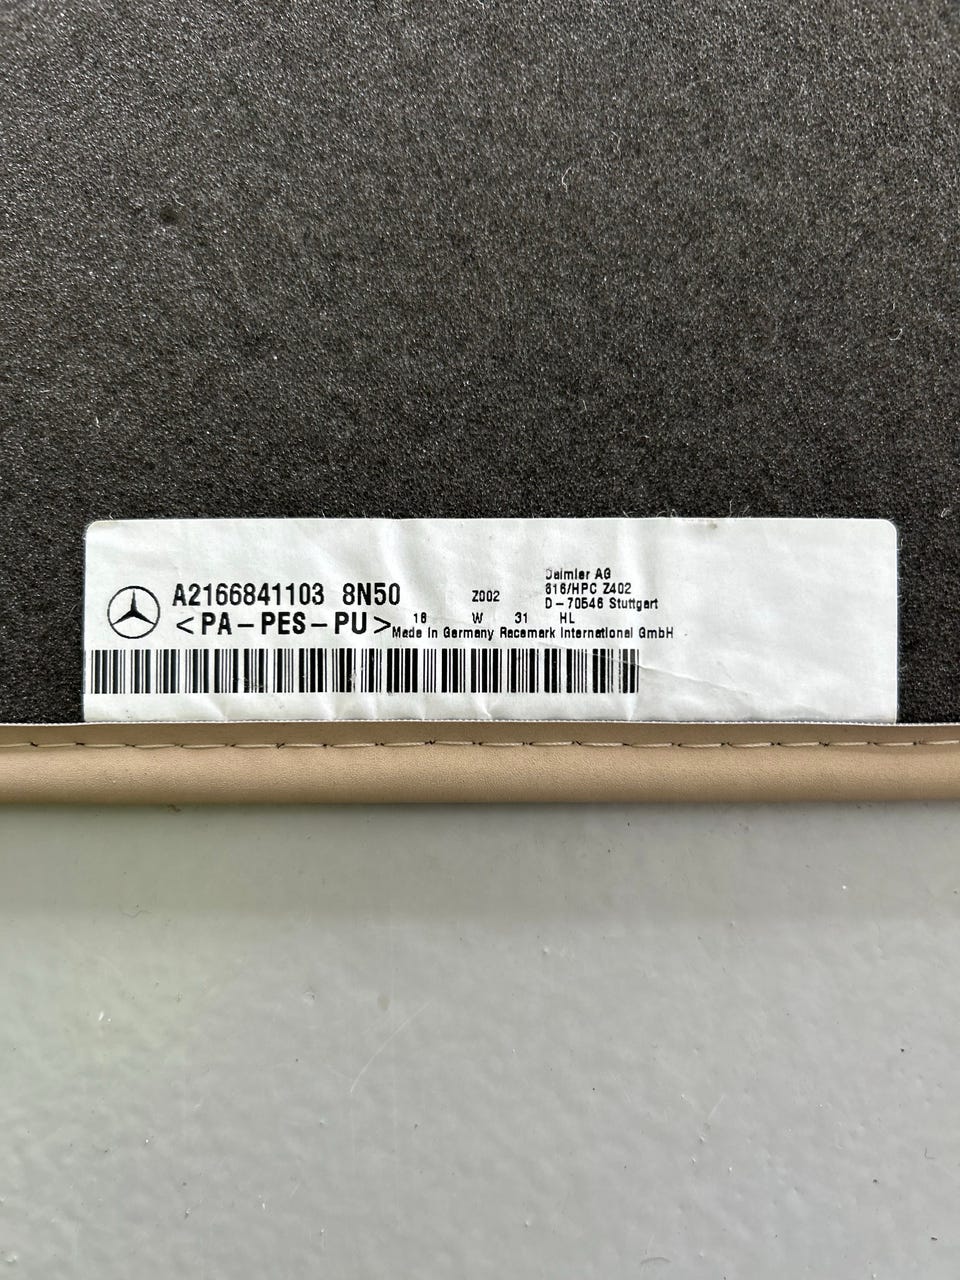 A2166841103 8N50
Z002
Daimler AG
816/HPC Z402
D-70546 Stuttgart
<PA-PES-PU>
16 W 31 HL
Made in Germany Racemark International GmbH